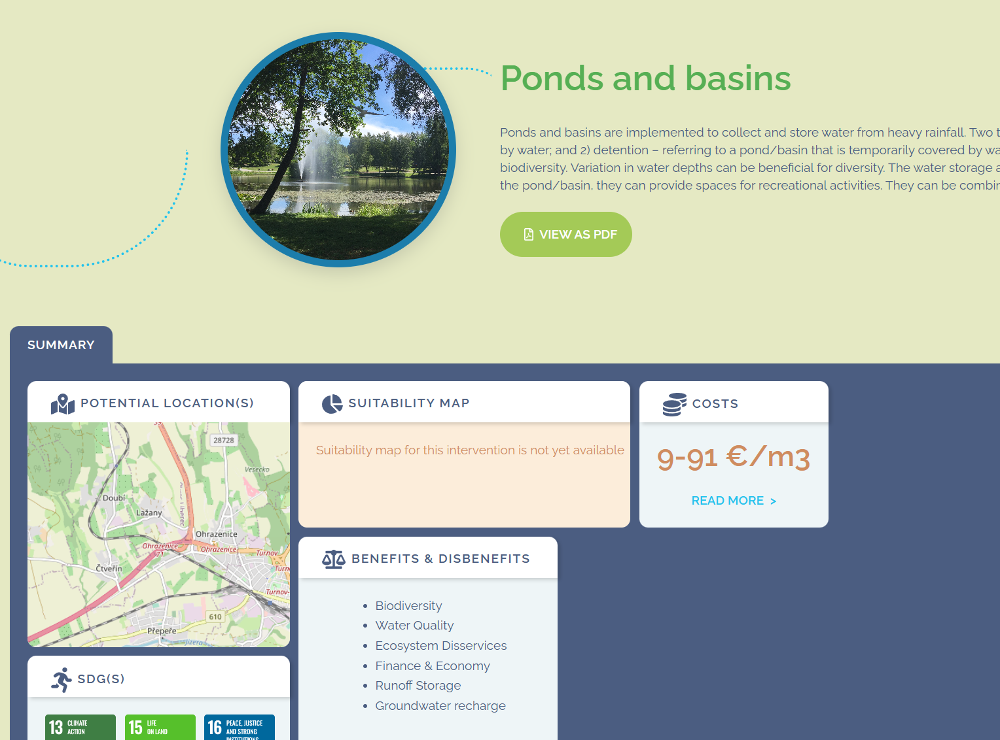 Ponds and basins
Ponds and basins are implemented to collect and store water from heavy rainfall. Two
by water; and 2) detention – referring to a pond/basin that is temporarily covered by
biodiversity. Variation in water depths can be beneficial for diversity. The water storage
the pond/basin, they can provide spaces for recreational activities. They can be
VIEW AS PDF
SUMMARY
POTENTIAL LOCATION(S)
28728
Vesecko
Doubí
Lažany
Ohrazenice
Ohrazenice
71
Ohrazenice
Turnov
Čtveřín
Turnov-
610
Přepeře
Jizera
SUITABILITY MAP
Suitability map for this intervention is not yet available
COSTS
9-91 €/m3
READ MORE >
BENEFITS & DISBENEFITS
• Biodiversity
• Water Quality
• Ecosystem Disservices
• Finance & Economy
• Runoff Storage
• Groundwater recharge
SDG(S)
13 CLIMATE
ACTION
15 LIFE
ON LAND
16 PEACE, JUSTICE
AND STRONG
INSTITUTIONS